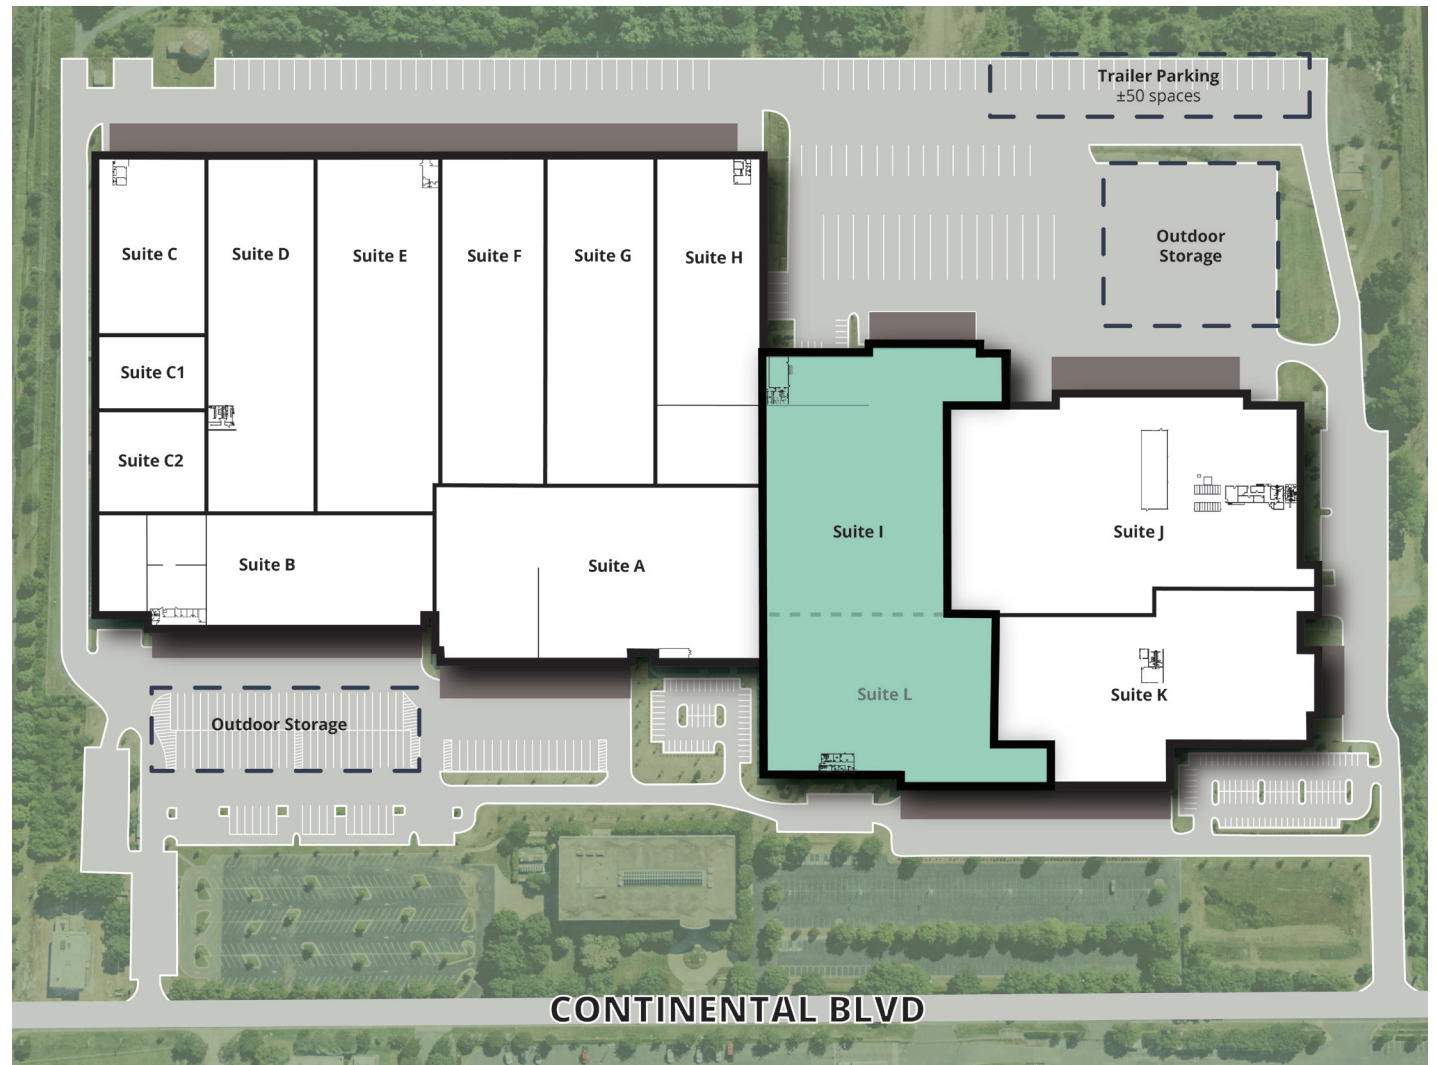 Trailer Parking
±50 spaces
Outdoor
Storage
Suite C
Suite D
Suite E
Suite F
Suite G
Suite H
Suite C1
Suite C2
Suite B
Suite A
Suite I
Suite J
Suite L
Suite K
Outdoor Storage
CONTINENTAL BLVD